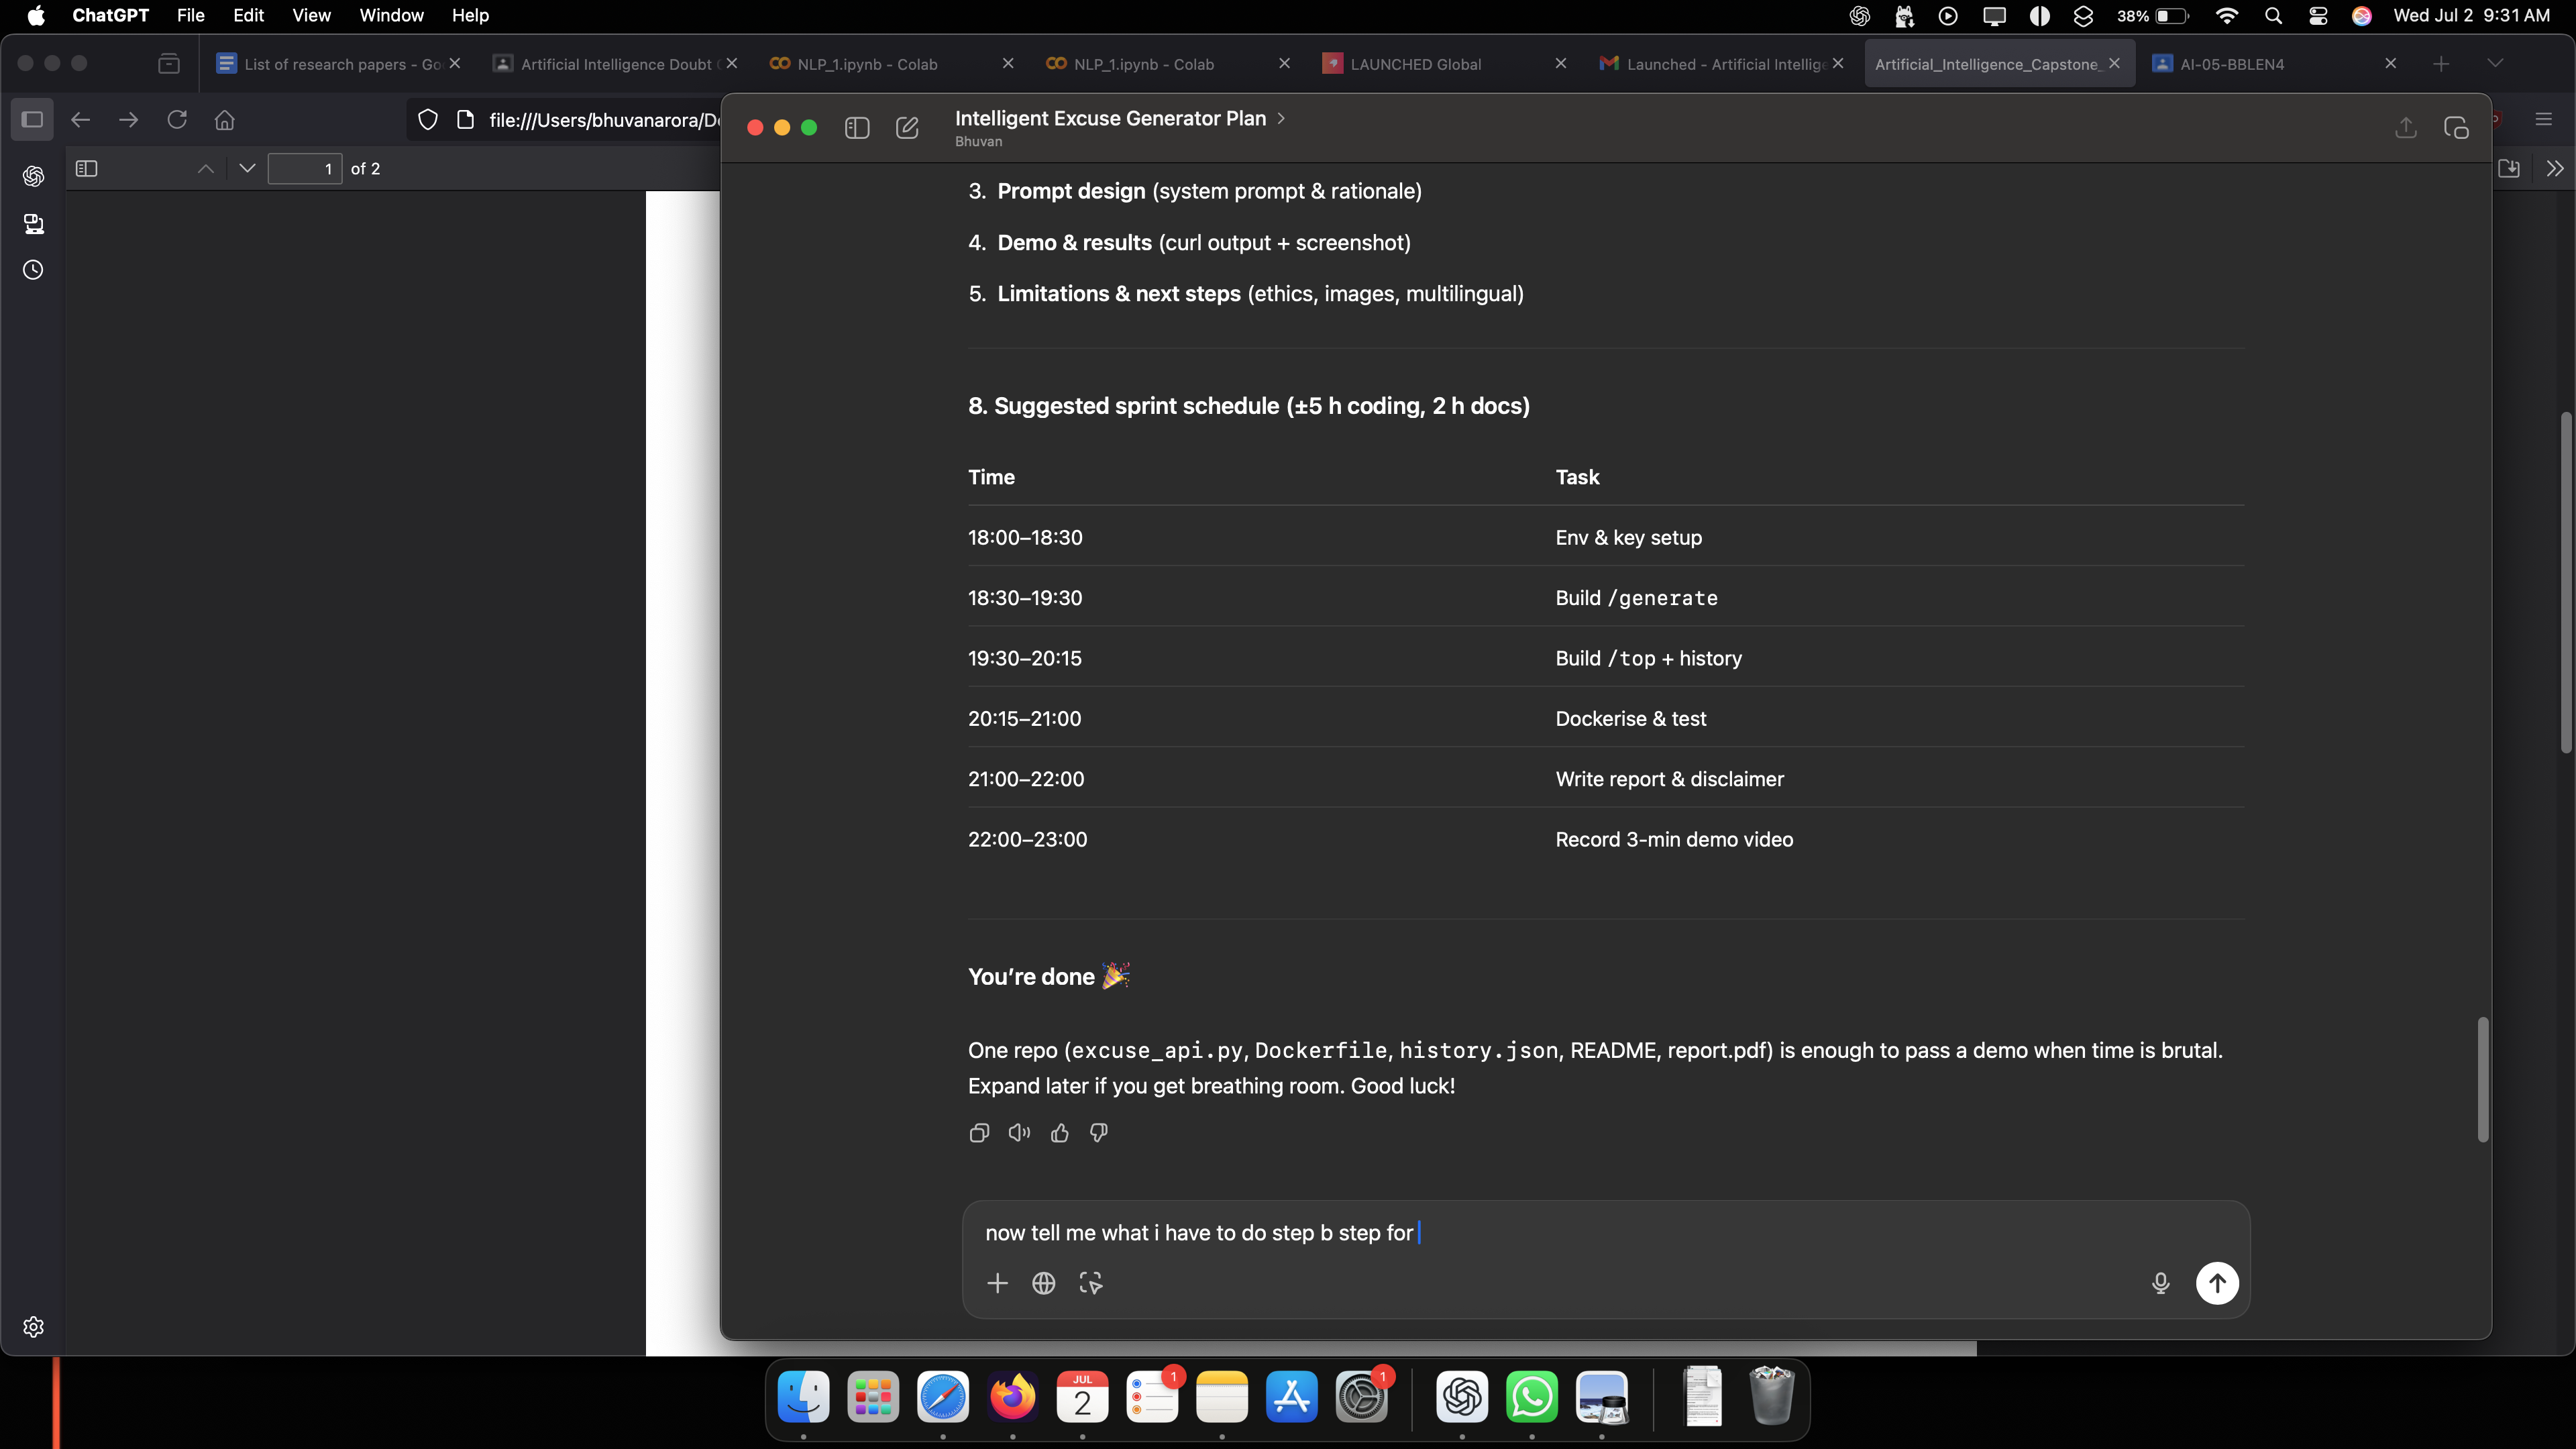 ChatGPT File Edit View Window Help 38% Wed Jul 2 9:31 AM
List of research papers - Go Artificial Intelligence Doubt NLP_1.ipynb - Colab NLP_1.ipynb - Colab LAUNCHED Global Launched - Artificial Intellige Artificial_Intelligence_Capstone_ AI-05-BBLEN4
file:///Users/bhuvanarora/De
1 of 2
Intelligent Excuse Generator Plan
Bhuvan
3. Prompt design (system prompt & rationale)
4. Demo & results (curl output + screenshot)
5. Limitations & next steps (ethics, images, multilingual)
8. Suggested sprint schedule (±5 h coding, 2 h docs)
Time Task
18:00–18:30 Env & key setup
18:30–19:30 Build /generate
19:30–20:15 Build /top + history
20:15–21:00 Dockerise & test
21:00–22:00 Write report & disclaimer
22:00–23:00 Record 3-min demo video
You’re done 🎉
One repo (excuse_api.py, Dockerfile, history.json, README, report.pdf) is enough to pass a demo when time is brutal.
Expand later if you get breathing room. Good luck!
now tell me what i have to do step b step for
JUL 1 1
2